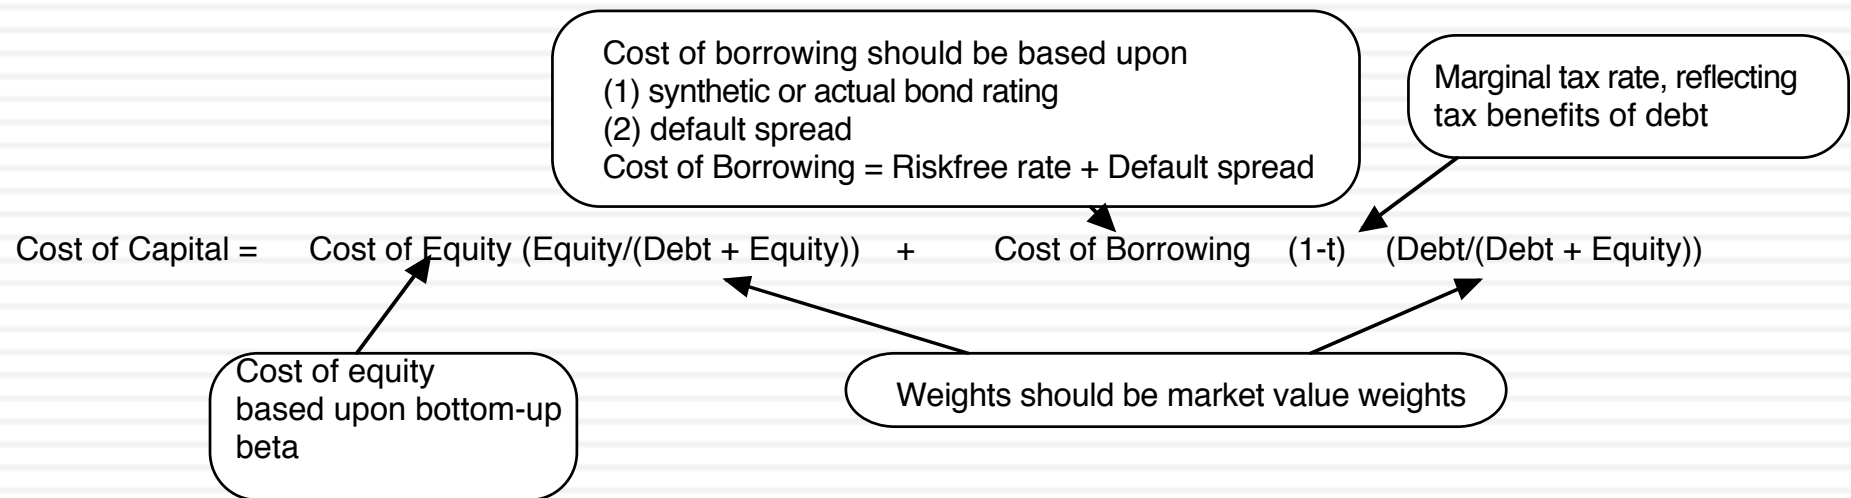 Cost of borrowing should be based upon
(1) synthetic or actual bond rating
(2) default spread
Cost of Borrowing = Riskfree rate + Default spread
Marginal tax rate, reflecting
tax benefits of debt
Cost of Capital = Cost of Equity (Equity/(Debt + Equity)) + Cost of Borrowing (1-t) (Debt/(Debt + Equity))
Cost of equity
based upon bottom-up
beta
Weights should be market value weights